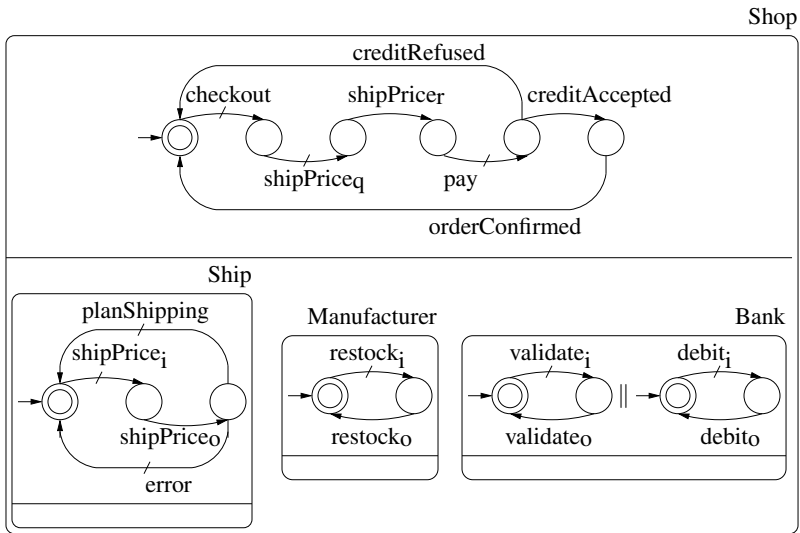 Shop
creditRefused
checkout shipPricer creditAccepted
shipPriceq pay
orderConfirmed
Ship
planShipping
shipPricei
shipPriceo
error
Manufacturer
restocki
restocko
Bank
validatei || debiti
validateo debito